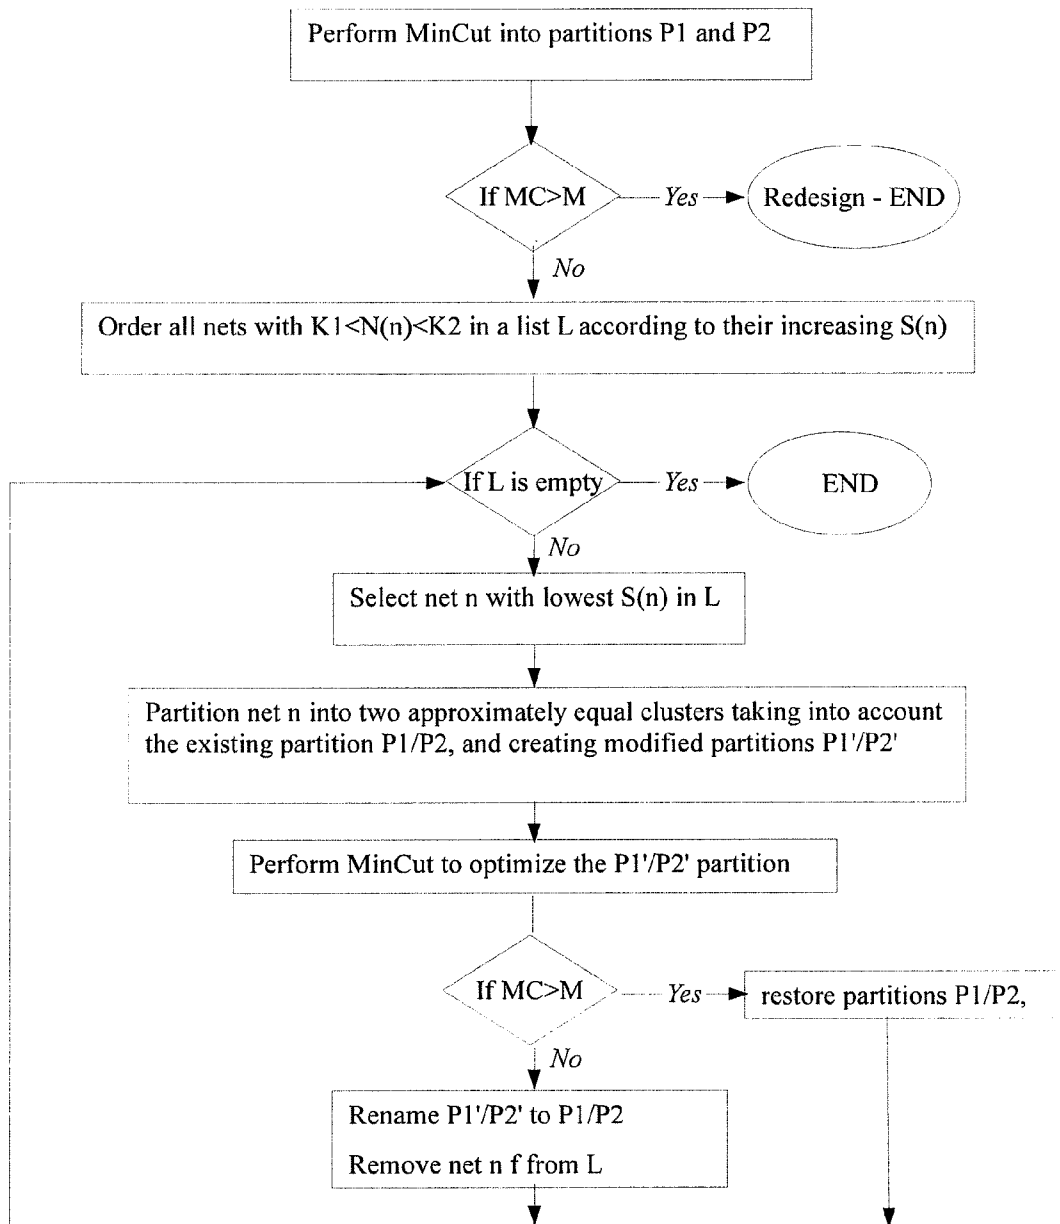 Perform MinCut into partitions P1 and P2
If MC>M
Yes
Redesign - END
No
Order all nets with K1<N(n)<K2 in a list L according to their increasing S(n)
If L is empty
Yes
END
No
Select net n with lowest S(n) in L
Partition net n into two approximately equal clusters taking into account
the existing partition P1/P2, and creating modified partitions P1'/P2'
Perform MinCut to optimize the P1'/P2' partition
If MC>M
Yes
restore partitions P1/P2,
No
Rename P1'/P2' to P1/P2
Remove net n f from L